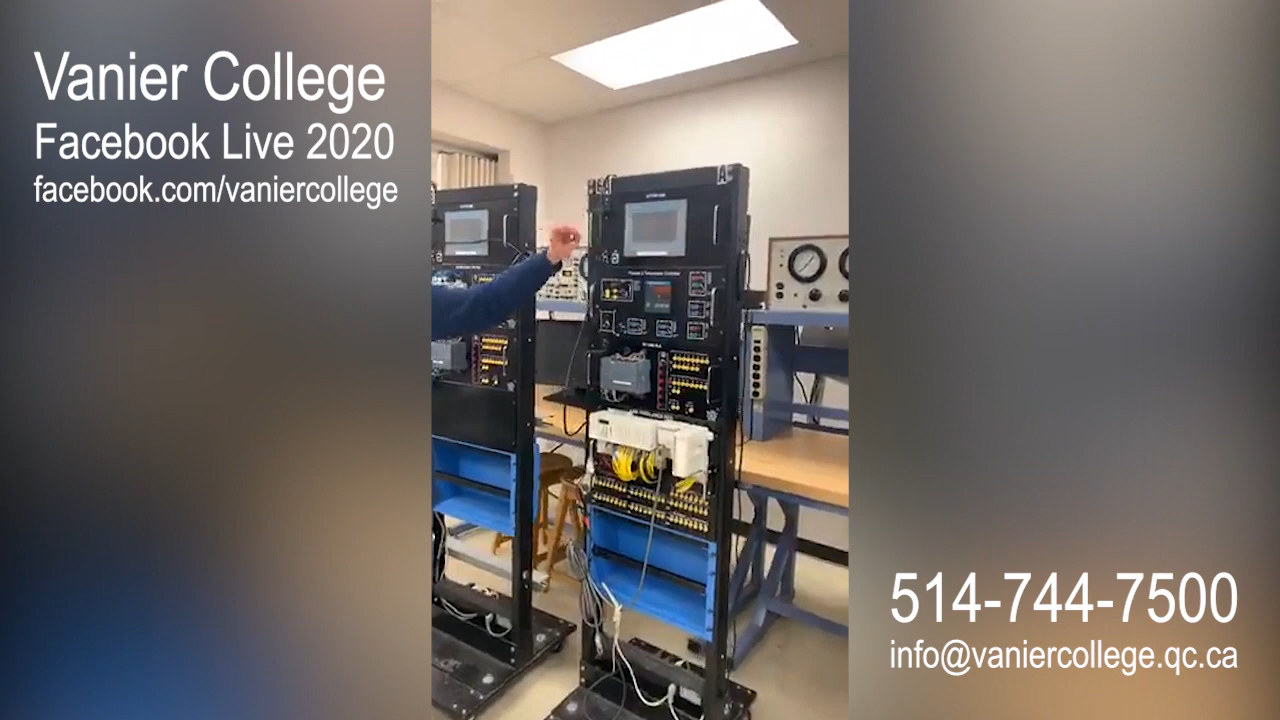 Vanier College
Facebook Live 2020
facebook.com/vaniercollege
514-744-7500
info@vaniercollege.qc.ca